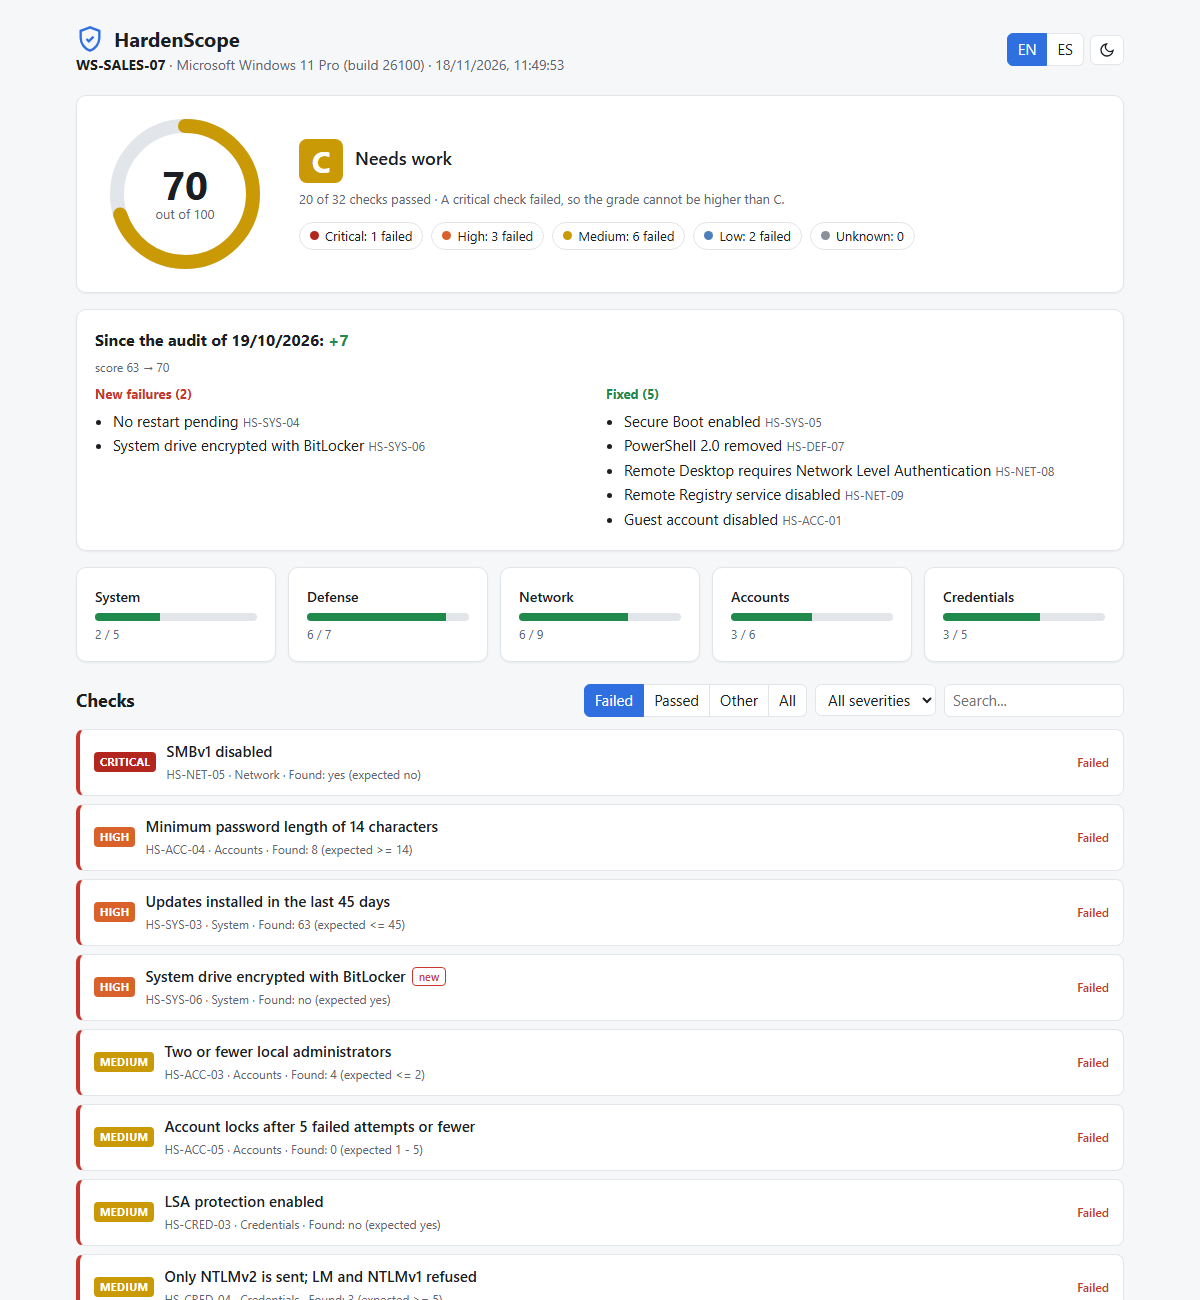 HardenScope
WS-SALES-07 · Microsoft Windows 11 Pro (build 26100) · 18/11/2026, 11:49:53
EN ES
70
out of 100
C Needs work
20 of 32 checks passed · A critical check failed, so the grade cannot be higher than C.
Critical: 1 failed High: 3 failed Medium: 6 failed Low: 2 failed Unknown: 0
Since the audit of 19/10/2026: +7
score 63 → 70
New failures (2)
No restart pending HS-SYS-04
System drive encrypted with BitLocker HS-SYS-06
Fixed (5)
Secure Boot enabled HS-SYS-05
PowerShell 2.0 removed HS-DEF-07
Remote Desktop requires Network Level Authentication HS-NET-08
Remote Registry service disabled HS-NET-09
Guest account disabled HS-ACC-01
System
2 / 5
Defense
6 / 7
Network
6 / 9
Accounts
3 / 6
Credentials
3 / 5
Checks
Failed Passed Other All All severities Search...
CRITICAL SMBv1 disabled Failed
HS-NET-05 · Network · Found: yes (expected no)
HIGH Minimum password length of 14 characters Failed
HS-ACC-04 · Accounts · Found: 8 (expected >= 14)
HIGH Updates installed in the last 45 days Failed
HS-SYS-03 · System · Found: 63 (expected <= 45)
HIGH System drive encrypted with BitLocker new Failed
HS-SYS-06 · System · Found: no (expected yes)
MEDIUM Two or fewer local administrators Failed
HS-ACC-03 · Accounts · Found: 4 (expected <= 2)
MEDIUM Account locks after 5 failed attempts or fewer Failed
HS-ACC-05 · Accounts · Found: 0 (expected 1 - 5)
MEDIUM LSA protection enabled Failed
HS-CRED-03 · Credentials · Found: no (expected yes)
MEDIUM Only NTLMv2 is sent; LM and NTLMv1 refused Failed
HS-CRED-04 · Credentials · Found: 3 (expected >= 5)